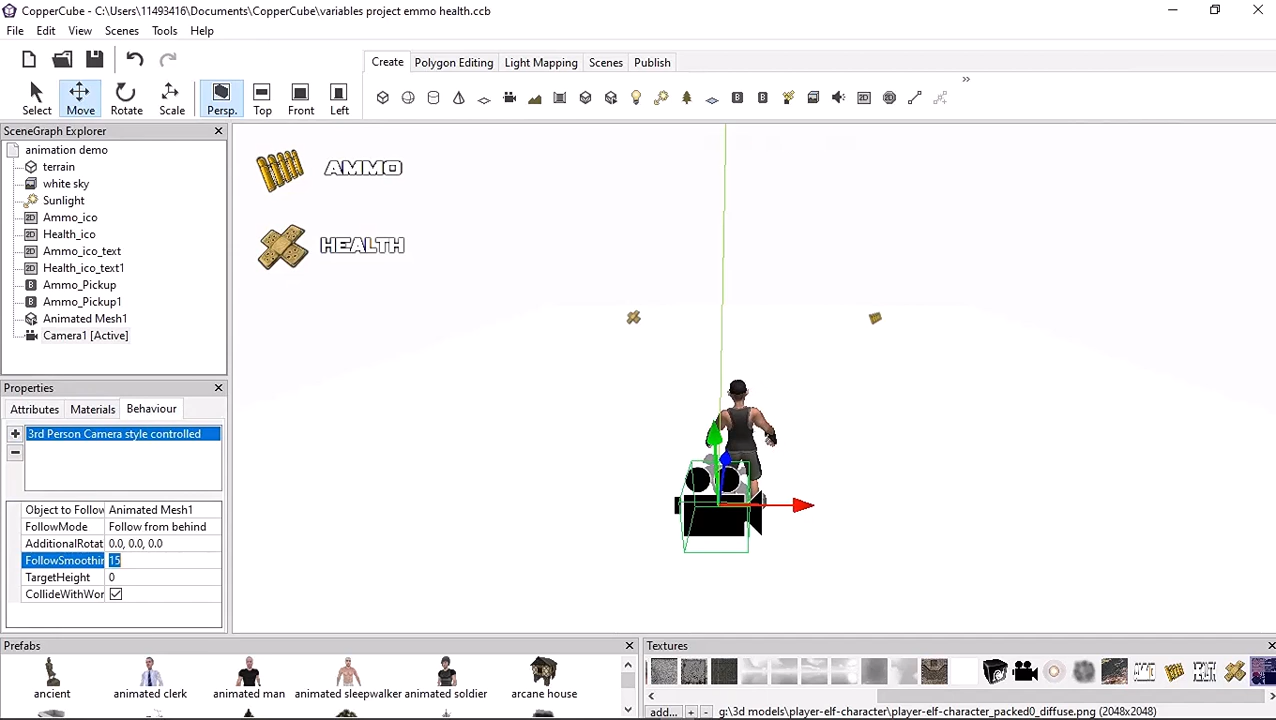 CopperCube - C:\Users\11493416\Documents\CopperCube\variables project emmo health.ccb
File Edit View Scenes Tools Help
Create Polygon Editing Light Mapping Scenes Publish
Select Move Rotate Scale Persp. Top Front Left
SceneGraph Explorer
animation demo
terrain
white sky
Sunlight
2D Ammo_ico
2D Health_ico
2D Ammo_ico_text
2D Health_ico_text1
B Ammo_Pickup
B Ammo_Pickup1
Animated Mesh1
Camera1 [Active]
AMMO
HEALTH
Properties
Attributes Materials Behaviour
3rd Person Camera style controlled
Object to Follow Animated Mesh1
FollowMode Follow from behind
AdditionalRotat 0.0, 0.0, 0.0
FollowSmoothin 15
TargetHeight 0
CollideWithWor
Prefabs
ancient animated clerk animated man animated sleepwalker animated soldier arcane house
Textures
add... + - g:\3d models\player-elf-character\player-elf-character_packed0_diffuse.png (2048x2048)